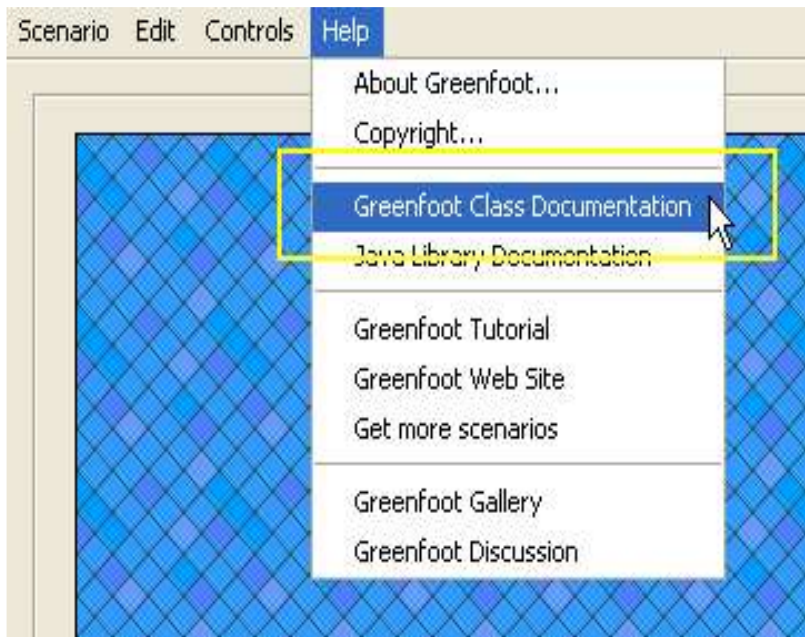 Scenario Edit Controls Help
About Greenfoot...
Copyright...
Greenfoot Class Documentation
Java Library Documentation
Greenfoot Tutorial
Greenfoot Web Site
Get more scenarios
Greenfoot Gallery
Greenfoot Discussion